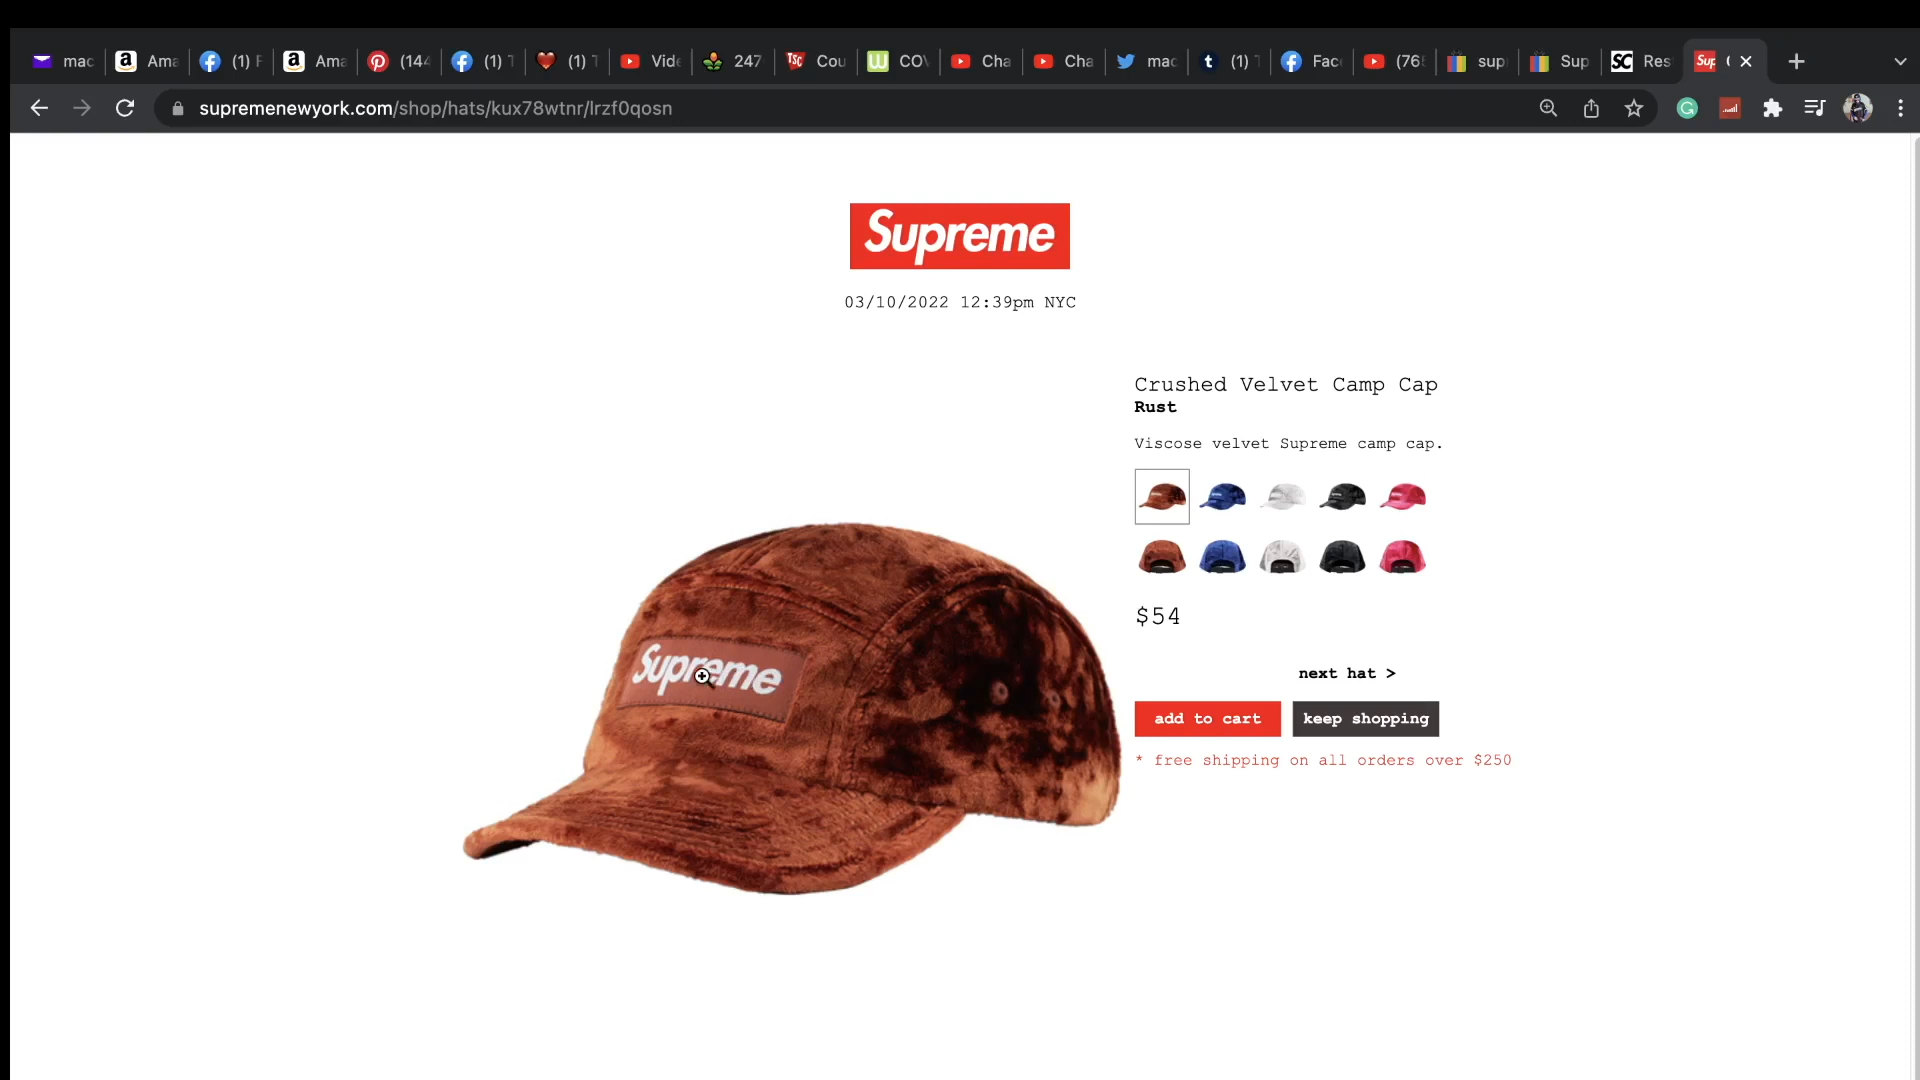 mac
Ama
(1) F
Ama
(144
(1) T
(1) T
Vide
247
Cou
COV
Cha
Cha
mac
(1) T
Fac
(76
sup
Sup
Res
Sup
supremenewyork.com/shop/hats/kux78wtnr/lrzf0qosn
Supreme
03/10/2022 12:39pm NYC
Crushed Velvet Camp Cap
Rust
Viscose velvet Supreme camp cap.
$54
next hat >
add to cart
keep shopping
* free shipping on all orders over $250
Supreme